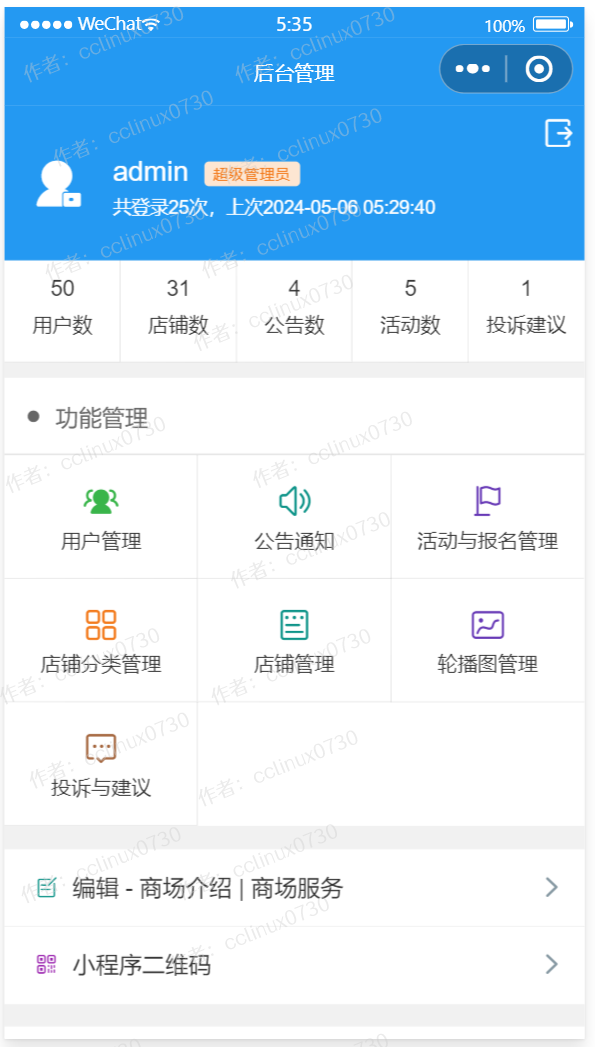 WeChat 5:35 100%
后台管理
admin 超级管理员
共登录25次，上次2024-05-06 05:29:40
50 31 4 5 1
用户数 店铺数 公告数 活动数 投诉建议
功能管理
用户管理 公告通知 活动与报名管理
店铺分类管理 店铺管理 轮播图管理
投诉与建议
编辑 - 商场介绍 | 商场服务
小程序二维码
作者：cclinux0730